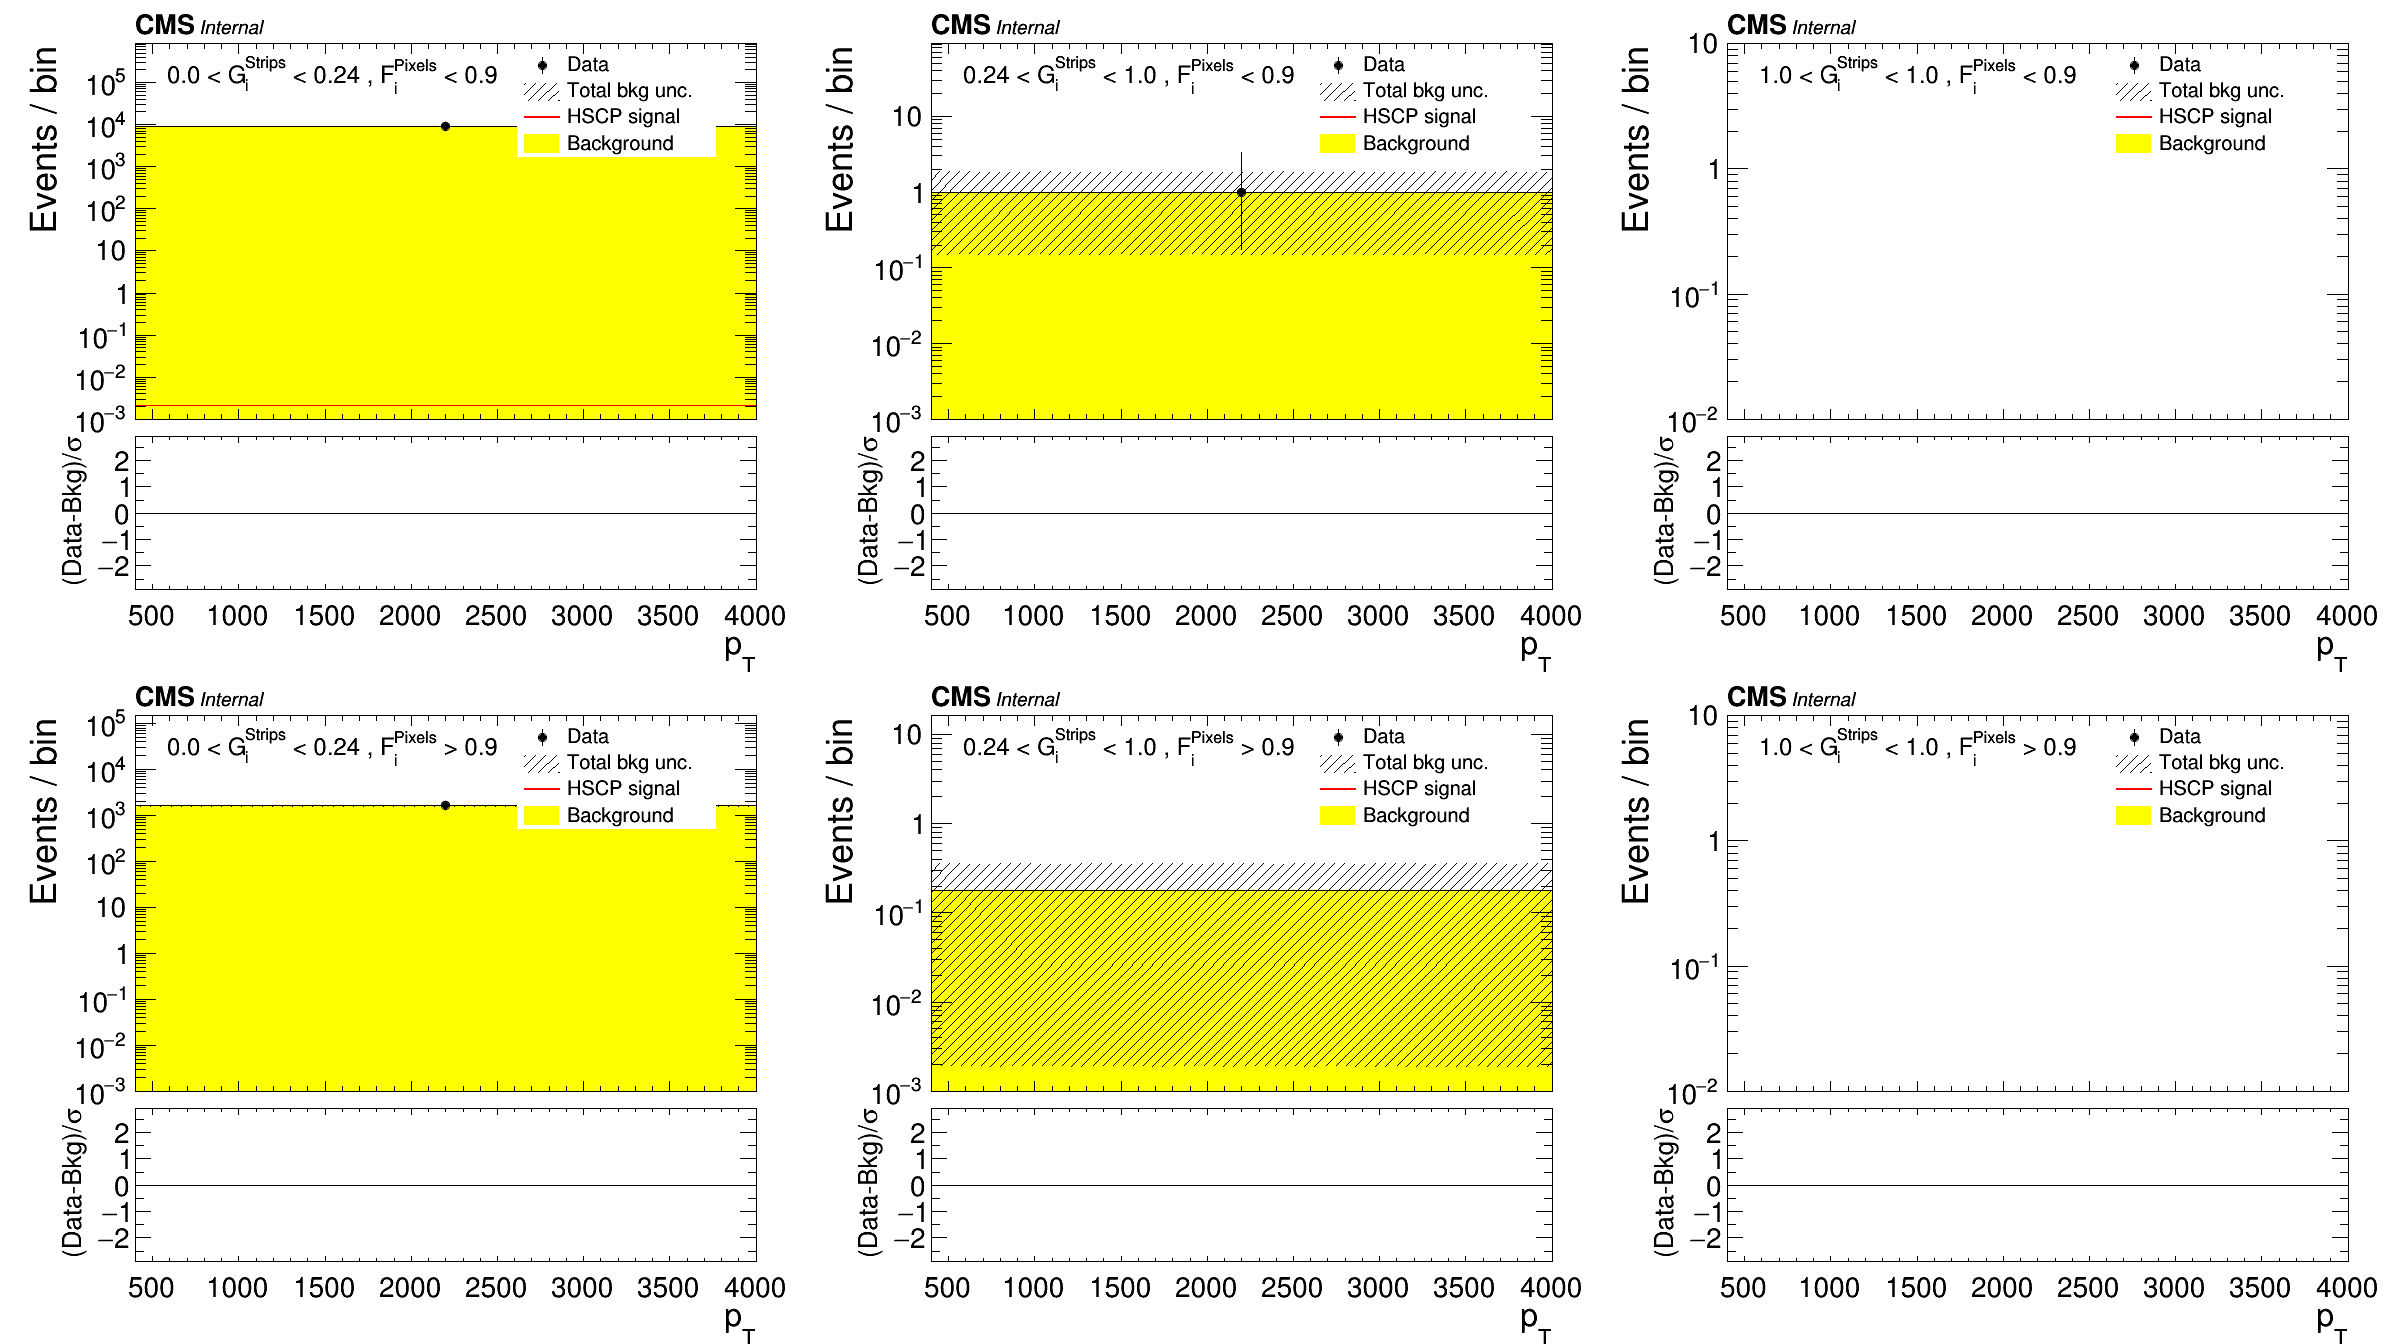 CMS Internal
Events / bin
10^5
10^4
10^3
10^2
10
1
10^−1
10^−2
10^−3
0.0 < G_i^Strips < 0.24 , F_i^Pixels < 0.9
Data
Total bkg unc.
HSCP signal
Background
(Data-Bkg)/σ
2
1
0
−1
−2
500 1000 1500 2000 2500 3000 3500 4000
p_T
CMS Internal
Events / bin
10
1
10^−1
10^−2
10^−3
0.24 < G_i^Strips < 1.0 , F_i^Pixels < 0.9
Data
Total bkg unc.
HSCP signal
Background
(Data-Bkg)/σ
2
1
0
−1
−2
500 1000 1500 2000 2500 3000 3500 4000
p_T
CMS Internal
Events / bin
10
1
10^−1
10^−2
1.0 < G_i^Strips < 1.0 , F_i^Pixels < 0.9
Data
Total bkg unc.
HSCP signal
Background
(Data-Bkg)/σ
2
1
0
−1
−2
500 1000 1500 2000 2500 3000 3500 4000
p_T
CMS Internal
Events / bin
10^5
10^4
10^3
10^2
10
1
10^−1
10^−2
10^−3
0.0 < G_i^Strips < 0.24 , F_i^Pixels > 0.9
Data
Total bkg unc.
HSCP signal
Background
(Data-Bkg)/σ
2
1
0
−1
−2
500 1000 1500 2000 2500 3000 3500 4000
p_T
CMS Internal
Events / bin
10
1
10^−1
10^−2
10^−3
0.24 < G_i^Strips < 1.0 , F_i^Pixels > 0.9
Data
Total bkg unc.
HSCP signal
Background
(Data-Bkg)/σ
2
1
0
−1
−2
500 1000 1500 2000 2500 3000 3500 4000
p_T
CMS Internal
Events / bin
10
1
10^−1
10^−2
1.0 < G_i^Strips < 1.0 , F_i^Pixels > 0.9
Data
Total bkg unc.
HSCP signal
Background
(Data-Bkg)/σ
2
1
0
−1
−2
500 1000 1500 2000 2500 3000 3500 4000
p_T